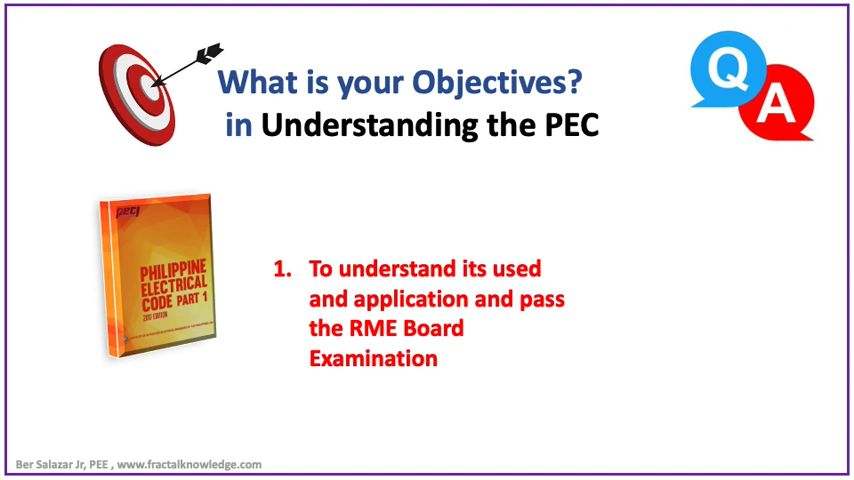 What is your Objectives?
in Understanding the PEC
Q
A
PHILIPPINE
ELECTRICAL
CODE PART 1
2017 EDITION
1. To understand its used
and application and pass
the RME Board
Examination
Ber Salazar Jr, PEE , www.fractalknowledge.com